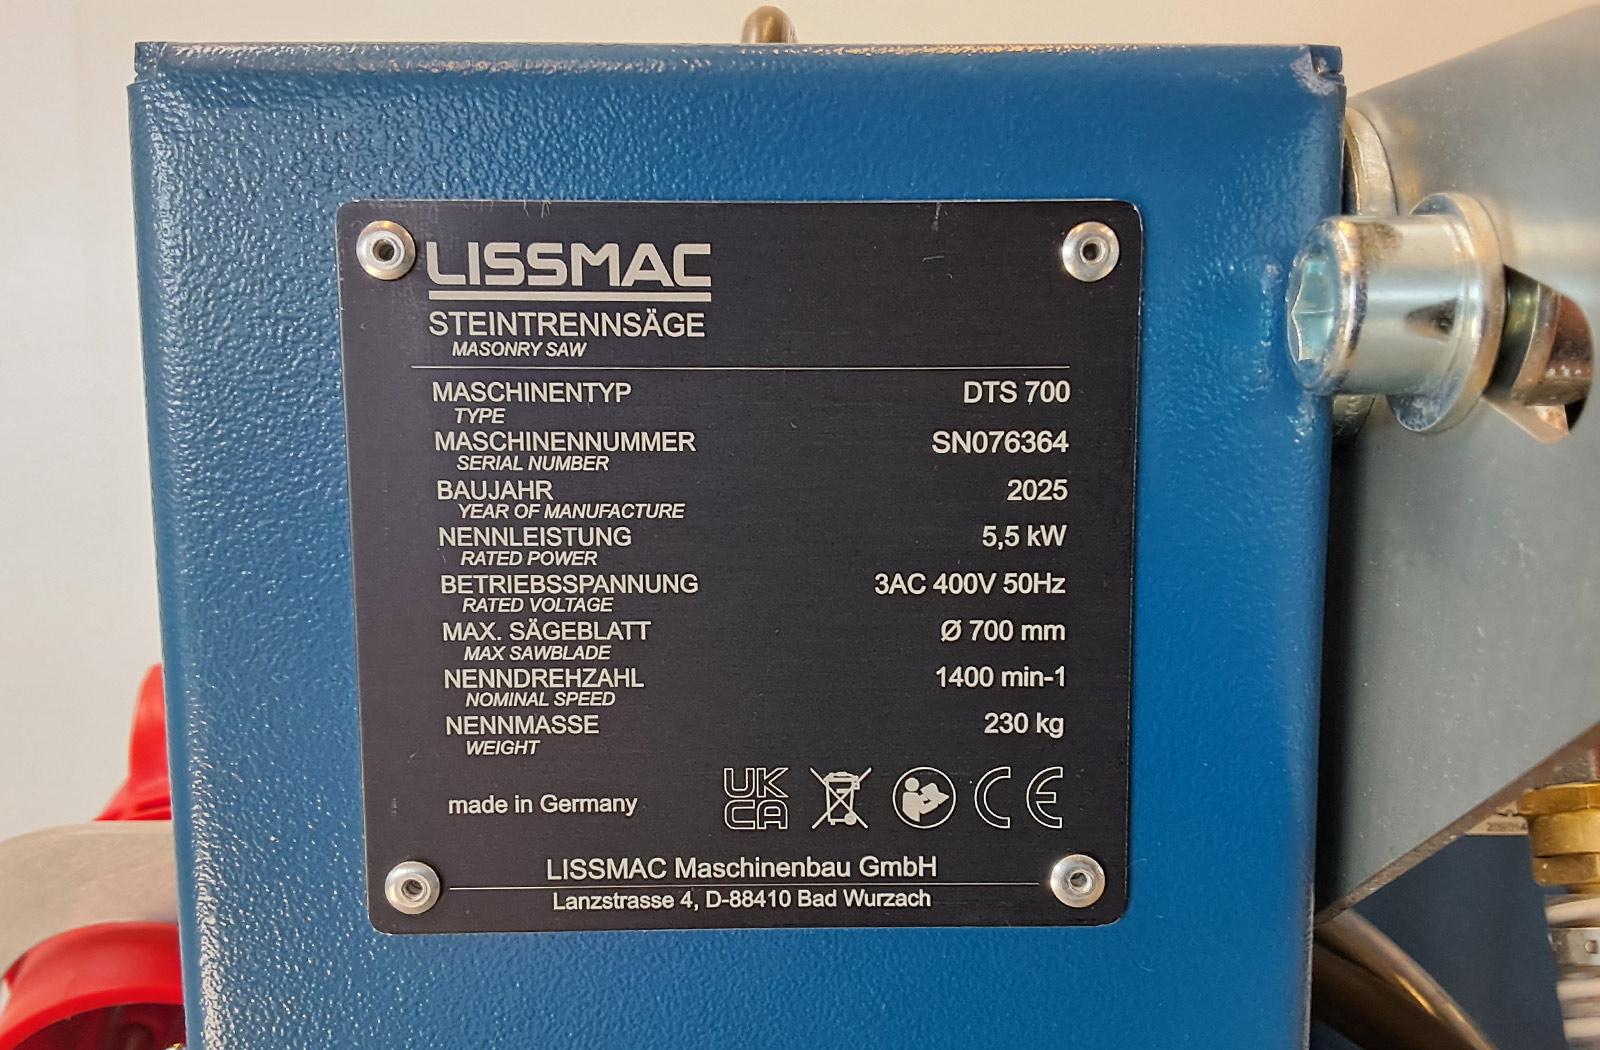 LISSMAC
STEINTRENNSÄGE
MASONRY SAW
MASCHINENTYP DTS 700
TYPE
MASCHINENNUMMER SN076364
SERIAL NUMBER
BAUJAHR 2025
YEAR OF MANUFACTURE
NENNLEISTUNG 5,5 kW
RATED POWER
BETRIEBSSPANNUNG 3AC 400V 50Hz
RATED VOLTAGE
MAX. SÄGEBLATT Ø 700 mm
MAX SAWBLADE
NENNDREHZAHL 1400 min-1
NOMINAL SPEED
NENNMASSE 230 kg
WEIGHT
made in Germany UK CA CE
LISSMAC Maschinenbau GmbH
Lanzstrasse 4, D-88410 Bad Wurzach